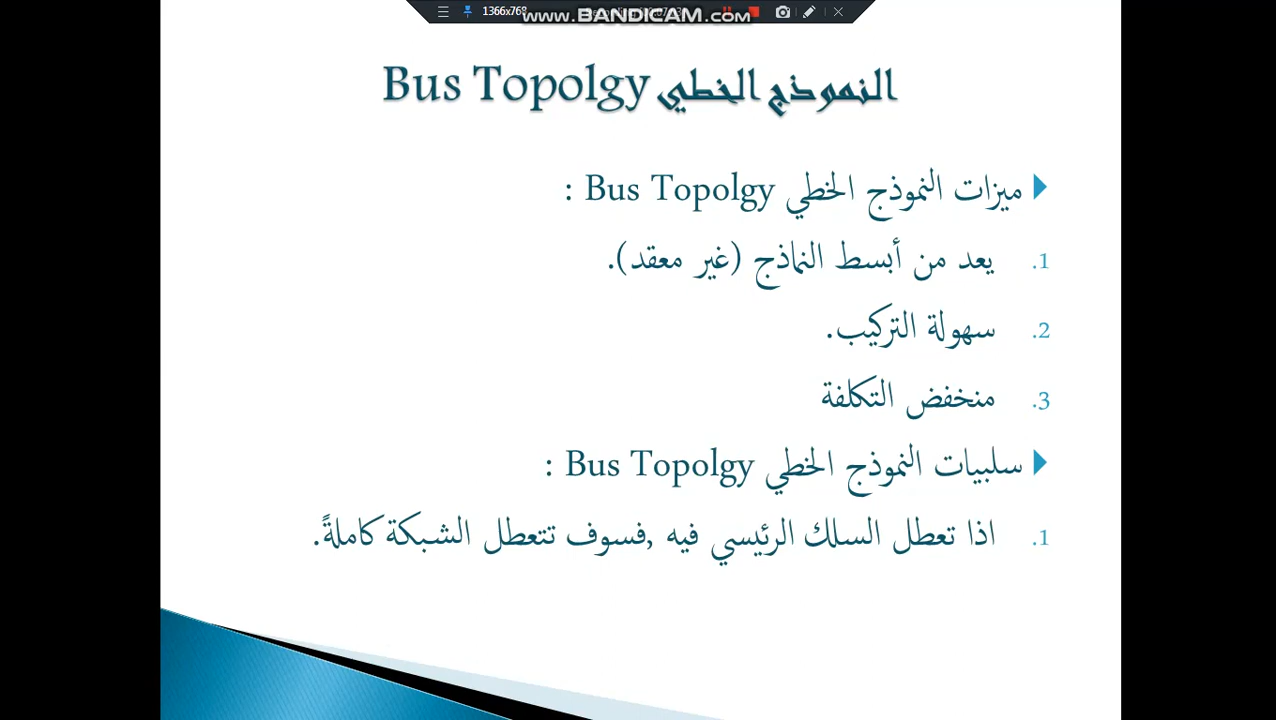 1366x768
www.BANDICAM.com
النموذج الخطي Bus Topolgy
ميزات النموذج الخطي Bus Topolgy :
1. يعد من أبسط النماذج (غير معقد).
2. سهولة التركيب.
3. منخفض التكلفة
سلبيات النموذج الخطي Bus Topolgy :
1. اذا تعطل السلك الرئيسي فيه ,فسوف تتعطل الشبكة كاملةً.